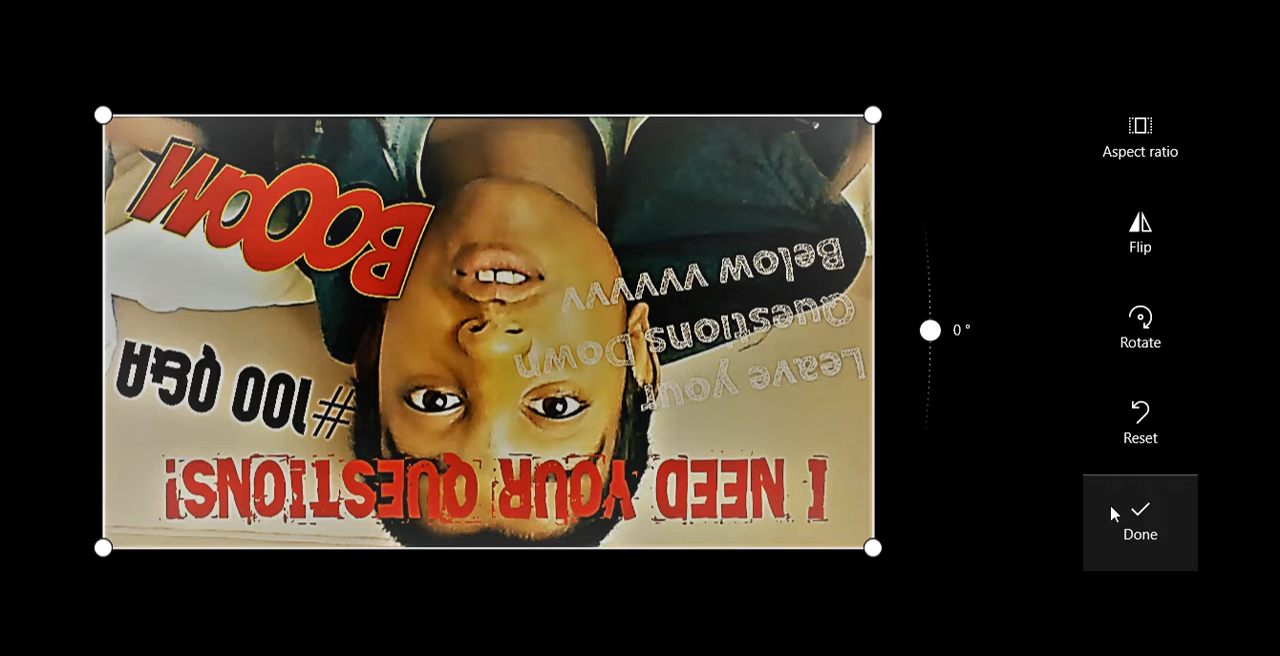 I NEED YOUR QUESTIONS!
#100 Q&A
Leave your
Questions Down
Below vvvvvv
BOOOM
Aspect ratio
Flip
0°
Rotate
Reset
Done